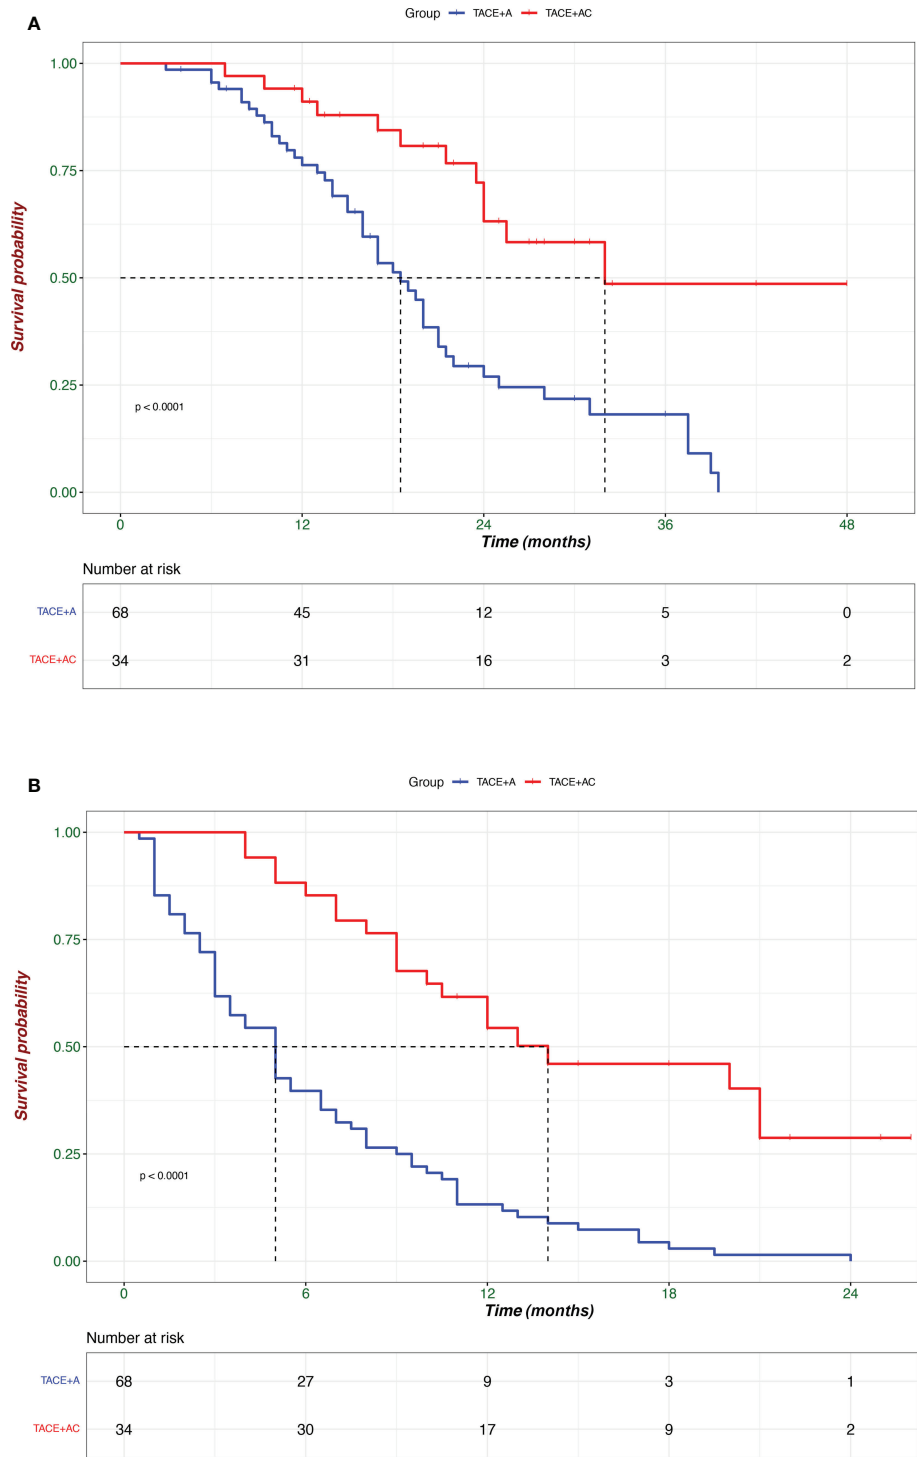 A
Group TACE+A TACE+AC
1.00
0.75
0.50
0.25
0.00
Survival probability
p < 0.0001
0 12 24 36 48
Time (months)
Number at risk
TACE+A 68 45 12 5 0
TACE+AC 34 31 16 3 2
B
Group TACE+A TACE+AC
1.00
0.75
0.50
0.25
0.00
Survival probability
p < 0.0001
0 6 12 18 24
Time (months)
Number at risk
TACE+A 68 27 9 3 1
TACE+AC 34 30 17 9 2